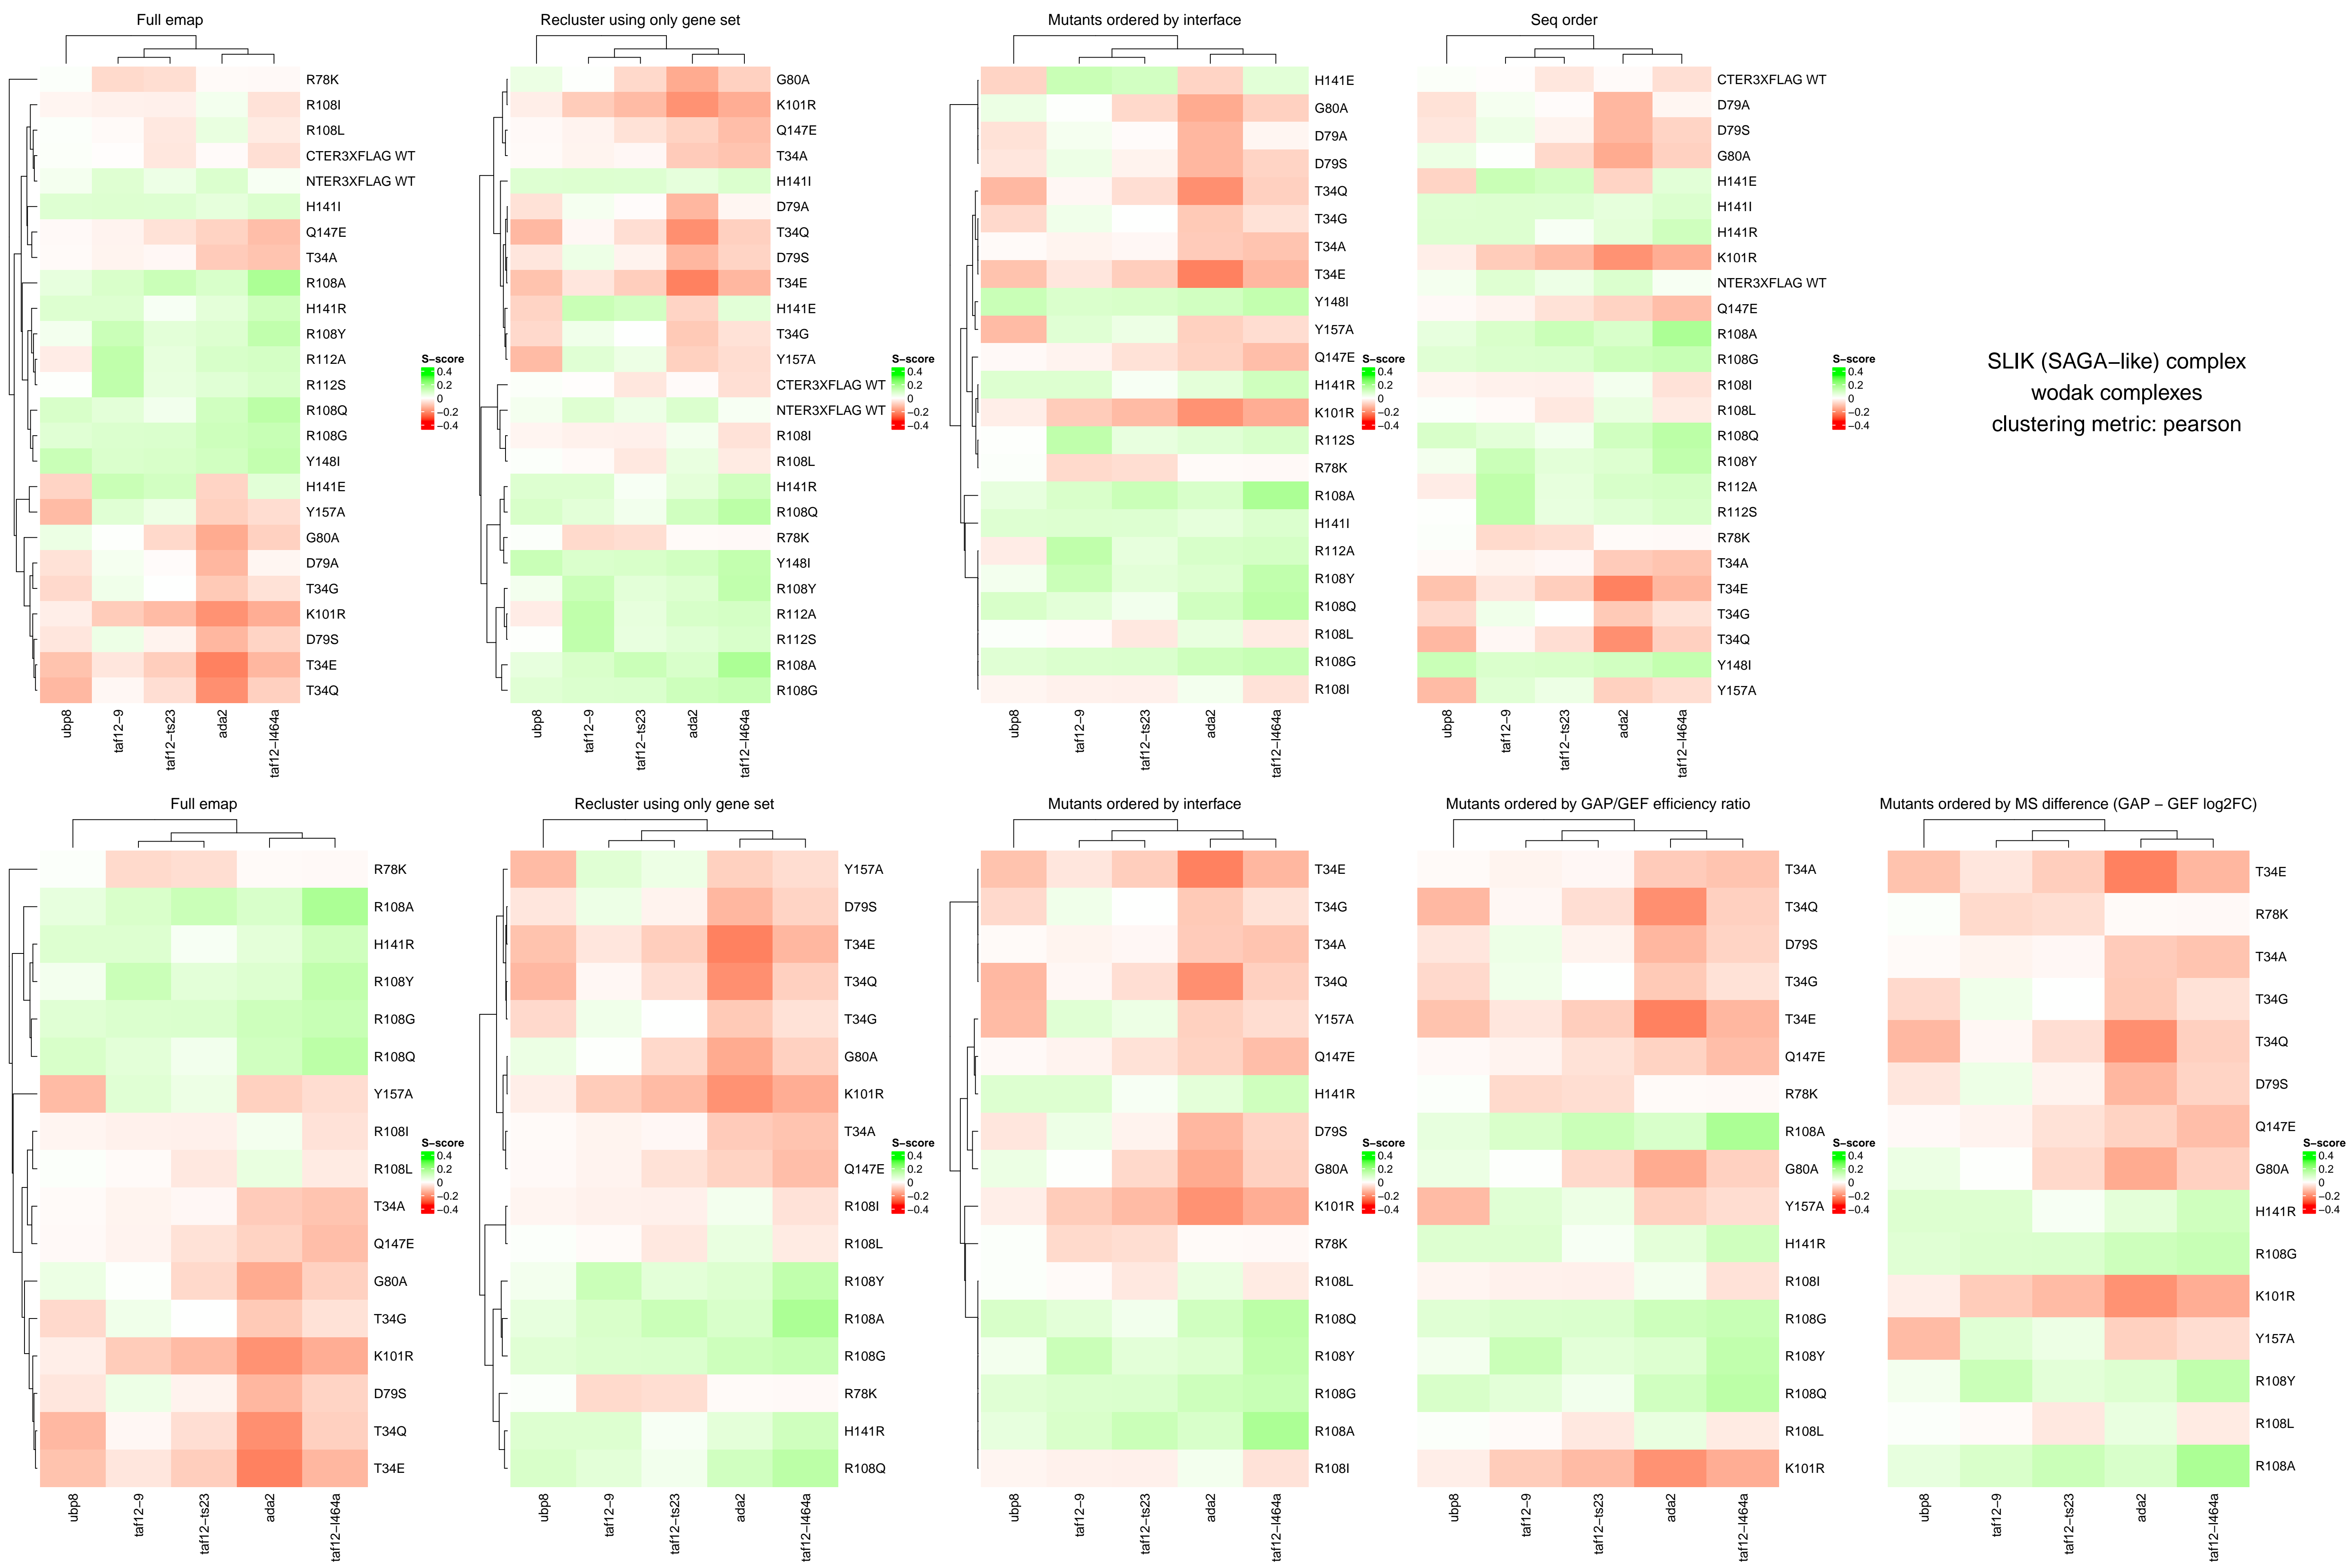 Full emap
R78K
R108I
R108L
CTER3XFLAG WT
NTER3XFLAG WT
H141I
Q147E
T34A
R108A
H141R
R108Y
R112A
R112S
R108Q
R108G
Y148I
H141E
Y157A
G80A
D79A
T34G
K101R
D79S
T34E
T34Q
ubp8
taf12−9
taf12−ts23
ada2
taf12−l464a
S−score
0.4
0.2
0
−0.2
−0.4
Recluster using only gene set
G80A
K101R
Q147E
T34A
H141I
D79A
T34Q
D79S
T34E
H141E
T34G
Y157A
CTER3XFLAG WT
NTER3XFLAG WT
R108I
R108L
H141R
R108Q
R78K
Y148I
R108Y
R112A
R112S
R108A
R108G
ubp8
taf12−9
taf12−ts23
ada2
taf12−l464a
S−score
0.4
0.2
0
−0.2
−0.4
Mutants ordered by interface
H141E
G80A
D79A
D79S
T34Q
T34G
T34A
T34E
Y148I
Y157A
Q147E
H141R
K101R
R112S
R78K
R108A
H141I
R112A
R108Y
R108Q
R108L
R108G
R108I
ubp8
taf12−9
taf12−ts23
ada2
taf12−l464a
S−score
0.4
0.2
0
−0.2
−0.4
Seq order
CTER3XFLAG WT
D79A
D79S
G80A
H141E
H141I
H141R
K101R
NTER3XFLAG WT
Q147E
R108A
R108G
R108I
R108L
R108Q
R108Y
R112A
R112S
R78K
T34A
T34E
T34G
T34Q
Y148I
Y157A
ubp8
taf12−9
taf12−ts23
ada2
taf12−l464a
S−score
0.4
0.2
0
−0.2
−0.4
SLIK (SAGA−like) complex
wodak complexes
clustering metric: pearson
Full emap
R78K
R108A
H141R
R108Y
R108G
R108Q
Y157A
R108I
R108L
T34A
Q147E
G80A
T34G
K101R
D79S
T34Q
T34E
ubp8
taf12−9
taf12−ts23
ada2
taf12−l464a
S−score
0.4
0.2
0
−0.2
−0.4
Recluster using only gene set
Y157A
D79S
T34E
T34Q
T34G
G80A
K101R
T34A
Q147E
R108I
R108L
R108Y
R108A
R108G
R78K
H141R
R108Q
ubp8
taf12−9
taf12−ts23
ada2
taf12−l464a
S−score
0.4
0.2
0
−0.2
−0.4
Mutants ordered by interface
T34E
T34G
T34A
T34Q
Y157A
Q147E
H141R
D79S
G80A
K101R
R78K
R108L
R108Q
R108Y
R108G
R108A
R108I
ubp8
taf12−9
taf12−ts23
ada2
taf12−l464a
S−score
0.4
0.2
0
−0.2
−0.4
Mutants ordered by GAP/GEF efficiency ratio
T34A
T34Q
D79S
T34G
T34E
Q147E
R78K
R108A
G80A
Y157A
H141R
R108I
R108G
R108Y
R108Q
R108L
K101R
ubp8
taf12−9
taf12−ts23
ada2
taf12−l464a
S−score
0.4
0.2
0
−0.2
−0.4
Mutants ordered by MS difference (GAP − GEF log2FC)
T34E
R78K
T34A
T34G
T34Q
D79S
Q147E
G80A
H141R
R108G
K101R
Y157A
R108Y
R108L
R108A
ubp8
taf12−9
taf12−ts23
ada2
taf12−l464a
S−score
0.4
0.2
0
−0.2
−0.4